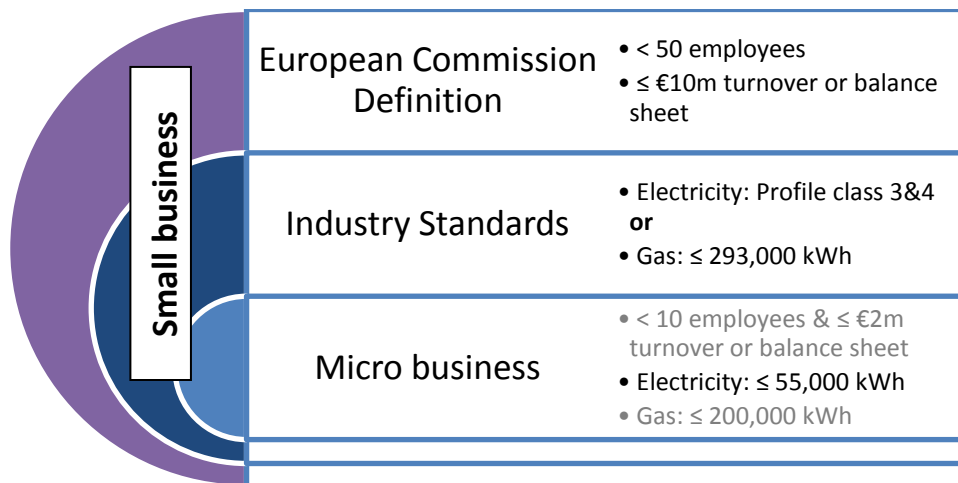 Small business
European Commission
Definition
• < 50 employees
• ≤ €10m turnover or balance
sheet
Industry Standards
• Electricity: Profile class 3&4
or
• Gas: ≤ 293,000 kWh
Micro business
• < 10 employees & ≤ €2m
turnover or balance sheet
• Electricity: ≤ 55,000 kWh
• Gas: ≤ 200,000 kWh